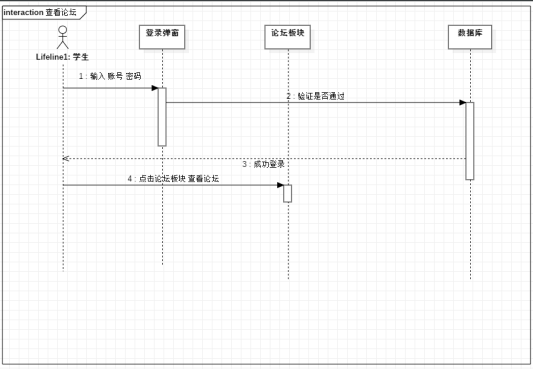 interaction 查看论坛
登录弹窗
论坛板块
数据库
Lifeline1: 学生
1 : 输入 账号 密码
2 : 验证是否通过
3 : 成功登录
4 : 点击论坛板块 查看论坛